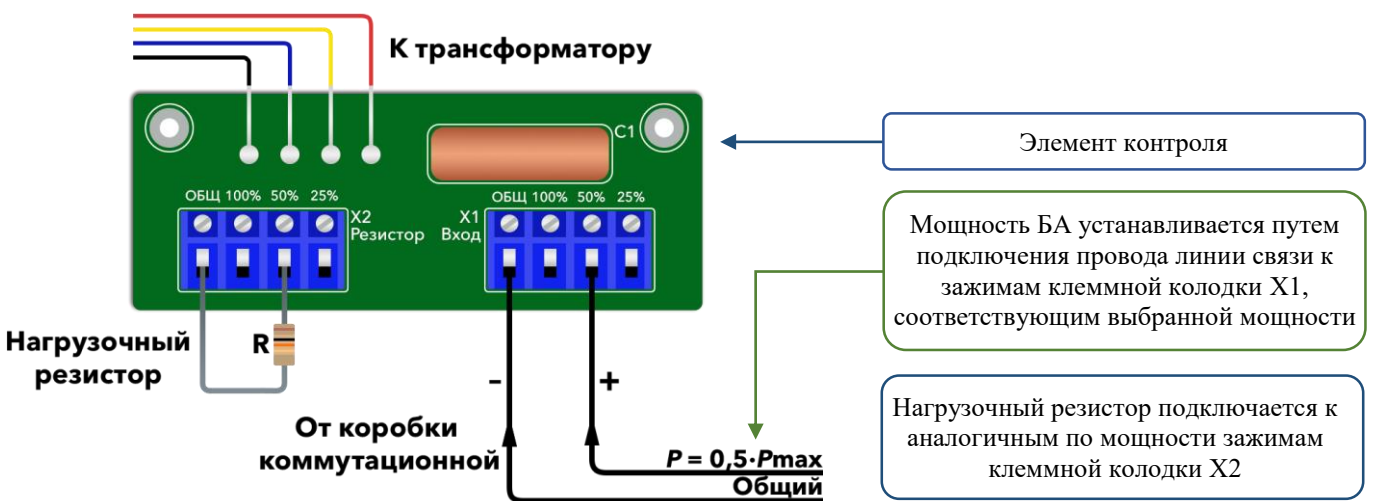 К трансформатору
C1
ОБЩ 100% 50% 25%
X2
Резистор
ОБЩ 100% 50% 25%
X1
Вход
Нагрузочный
резистор
R
-
+
От коробки
коммутационной
P = 0,5·Pmax
Общий
Элемент контроля
Мощность БА устанавливается путем
подключения провода линии связи к
зажимам клеммной колодки X1,
соответствующим выбранной мощности
Нагрузочный резистор подключается к
аналогичным по мощности зажимам
клеммной колодки X2